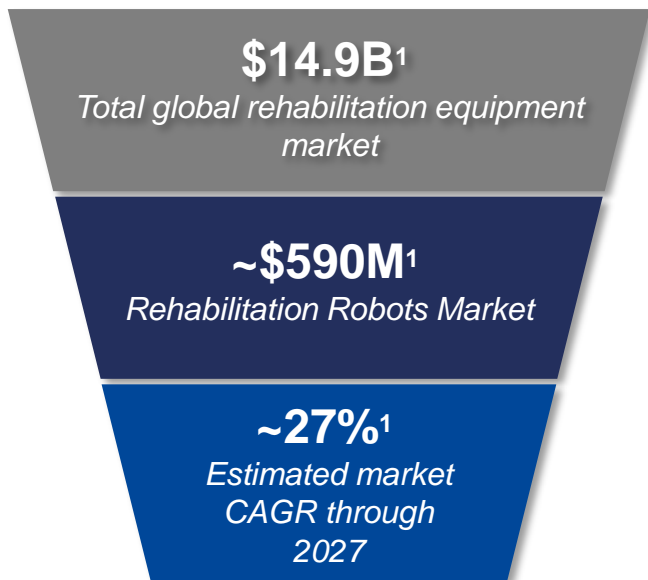 $14.9B¹
Total global rehabilitation equipment
market
~$590M¹
Rehabilitation Robots Market
~27%¹
Estimated market
CAGR through
2027